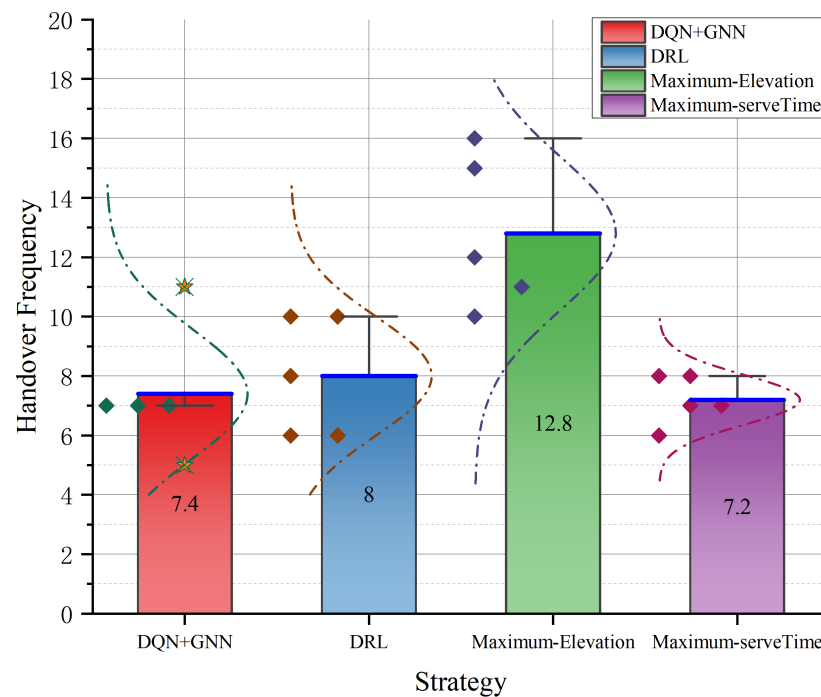 DQN+GNN
DRL
Maximum-Elevation
Maximum-serveTime
Handover Frequency
20
18
16
14
12
10
8
6
4
2
0
7.4
8
12.8
7.2
DQN+GNN DRL Maximum-Elevation Maximum-serveTime
Strategy